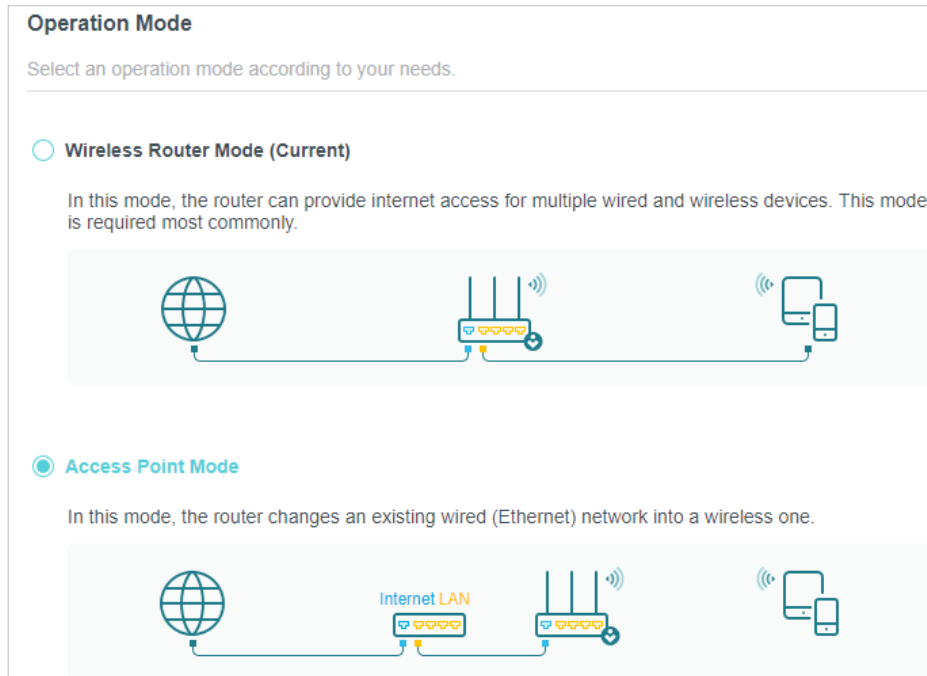 Operation Mode
Select an operation mode according to your needs.
Wireless Router Mode (Current)
In this mode, the router can provide internet access for multiple wired and wireless devices. This mode
is required most commonly.
Access Point Mode
In this mode, the router changes an existing wired (Ethernet) network into a wireless one.
Internet LAN